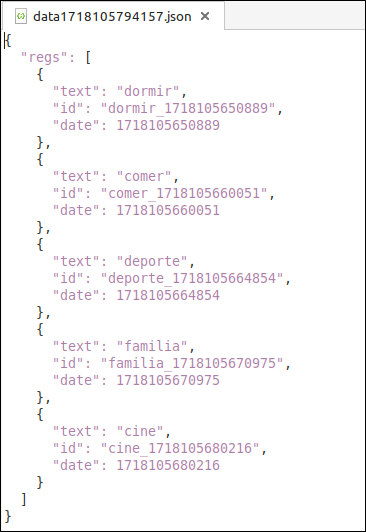 data1718105794157.json
{
  "regs": [
    {
      "text": "dormir",
      "id": "dormir_1718105650889",
      "date": 1718105650889
    },
    {
      "text": "comer",
      "id": "comer_1718105660051",
      "date": 1718105660051
    },
    {
      "text": "deporte",
      "id": "deporte_1718105664854",
      "date": 1718105664854
    },
    {
      "text": "familia",
      "id": "familia_1718105670975",
      "date": 1718105670975
    },
    {
      "text": "cine",
      "id": "cine_1718105680216",
      "date": 1718105680216
    }
  ]
}